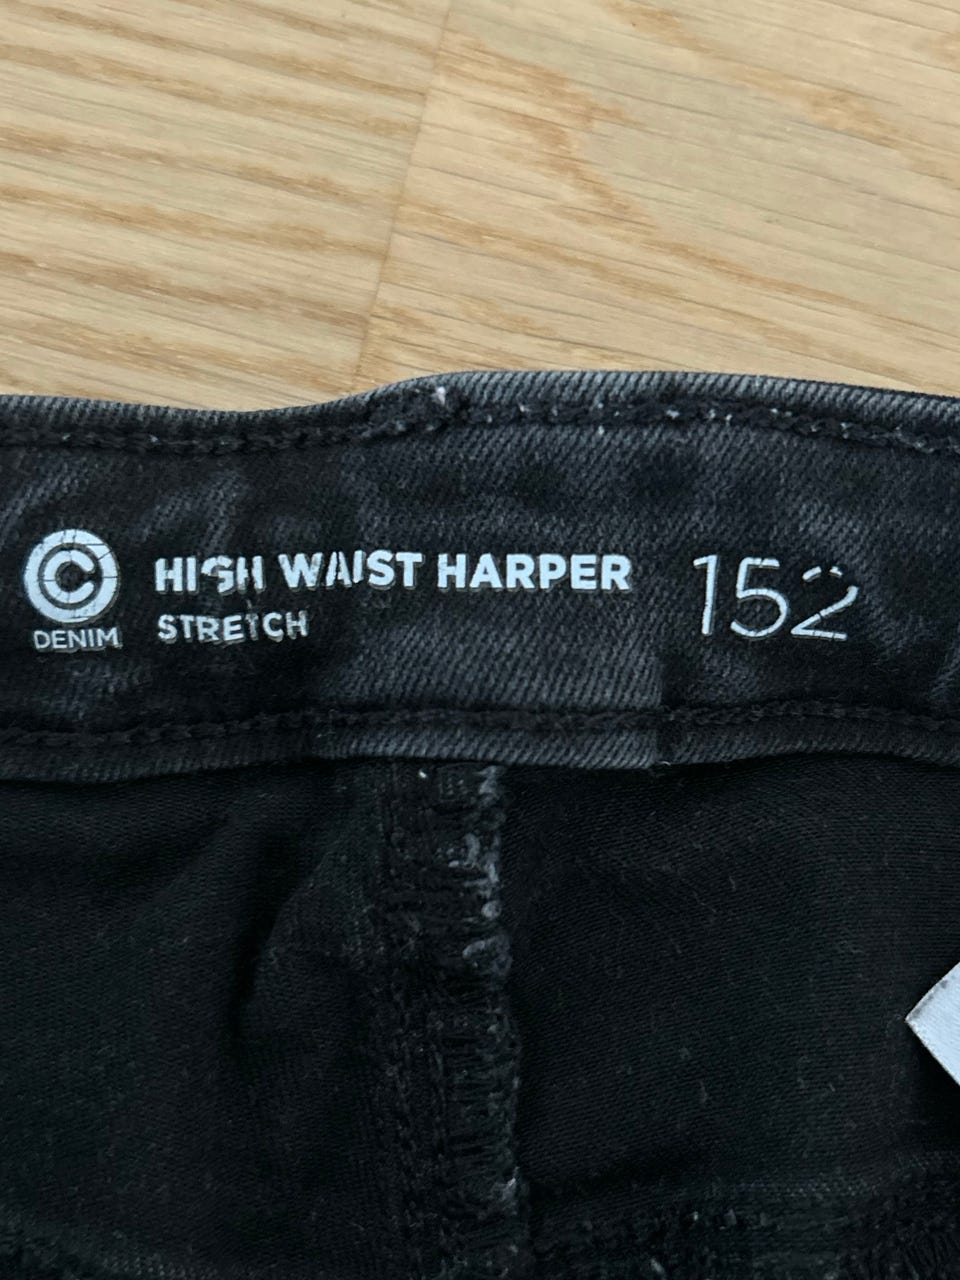 C
DENIM
HIGH WAIST HARPER
STRETCH
152